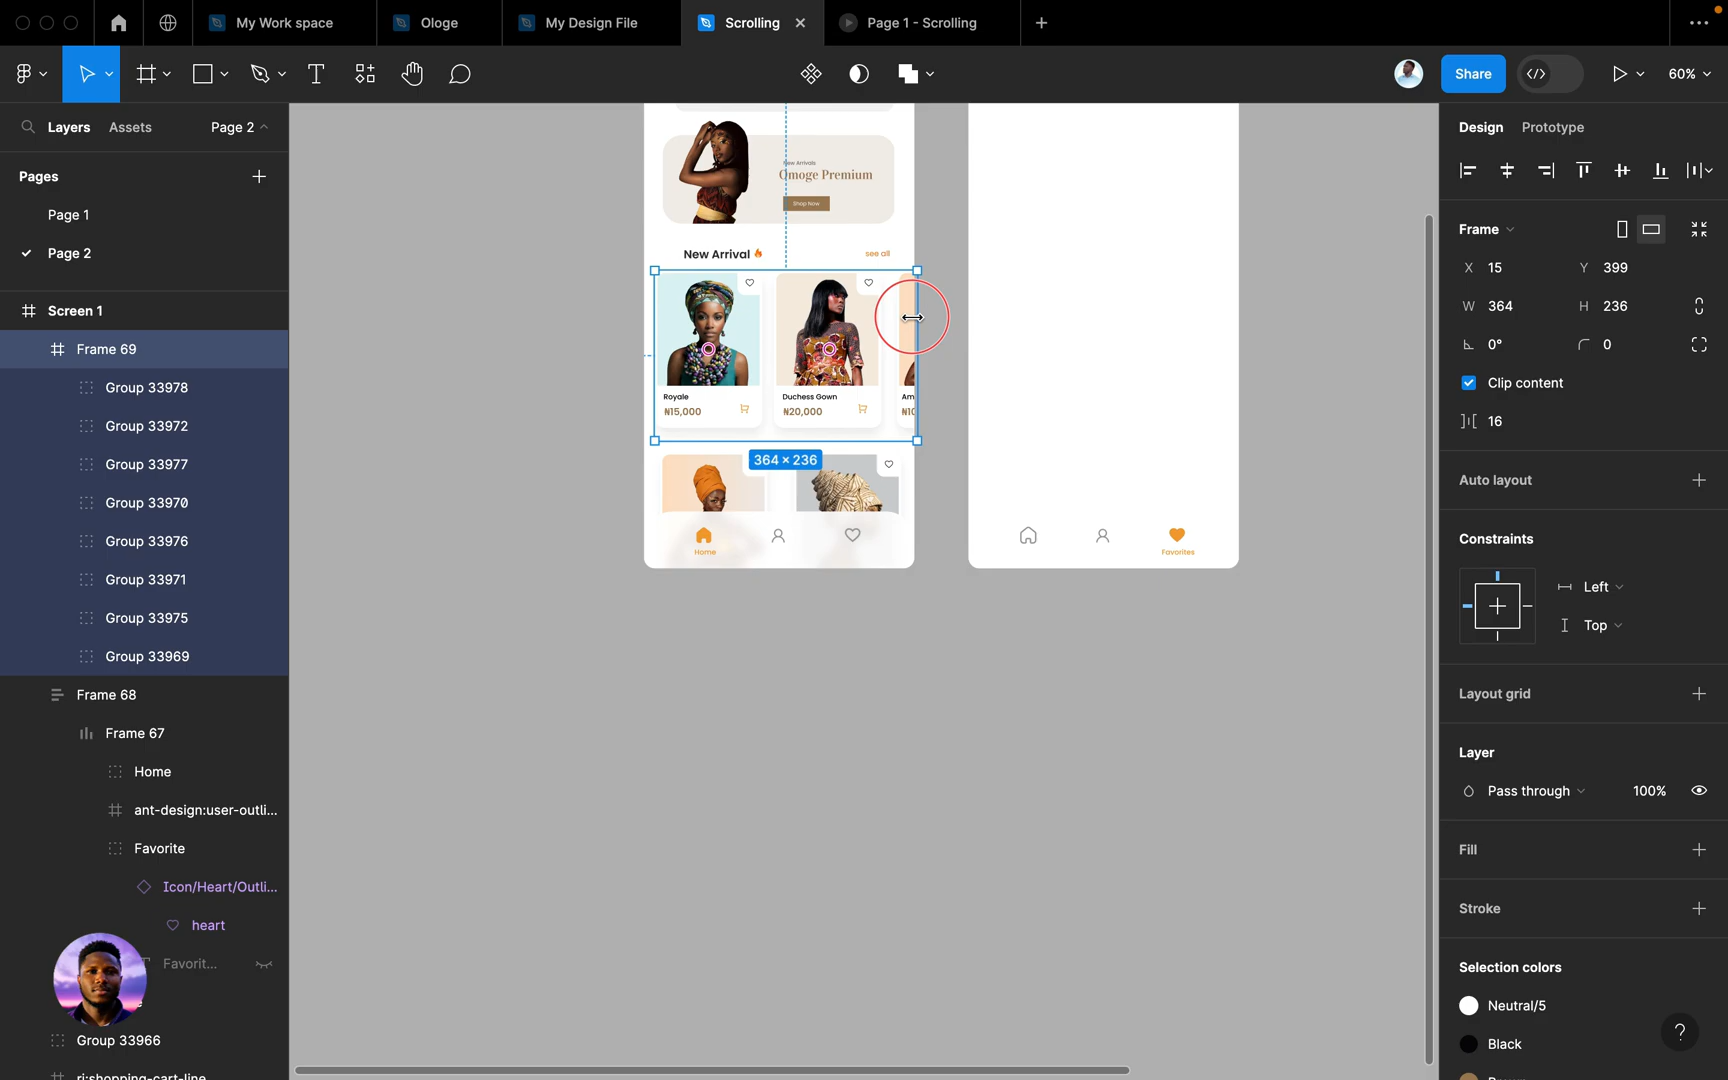 My Work space
Ologe
My Design File
Scrolling
Page 1 - Scrolling
Share
60%
Layers
Assets
Page 2
Pages
Page 1
Page 2
Screen 1
Frame 69
Group 33978
Group 33972
Group 33977
Group 33970
Group 33976
Group 33971
Group 33975
Group 33969
Frame 68
Frame 67
Home
ant-design:user-outli...
Favorite
Icon/Heart/Outli...
heart
Favorit...
Group 33966
ri:shopping-cart-line
New Arrivals
Omoge Premium
Shop Now
New Arrival
see all
Royale
₦15,000
Duchess Gown
₦20,000
Am
₦10
364 × 236
Home
Favorites
Design
Prototype
Frame
X 15
Y 399
W 364
H 236
0°
0
Clip content
16
Auto layout
Constraints
Left
Top
Layout grid
Layer
Pass through
100%
Fill
Stroke
Selection colors
Neutral/5
Black
?